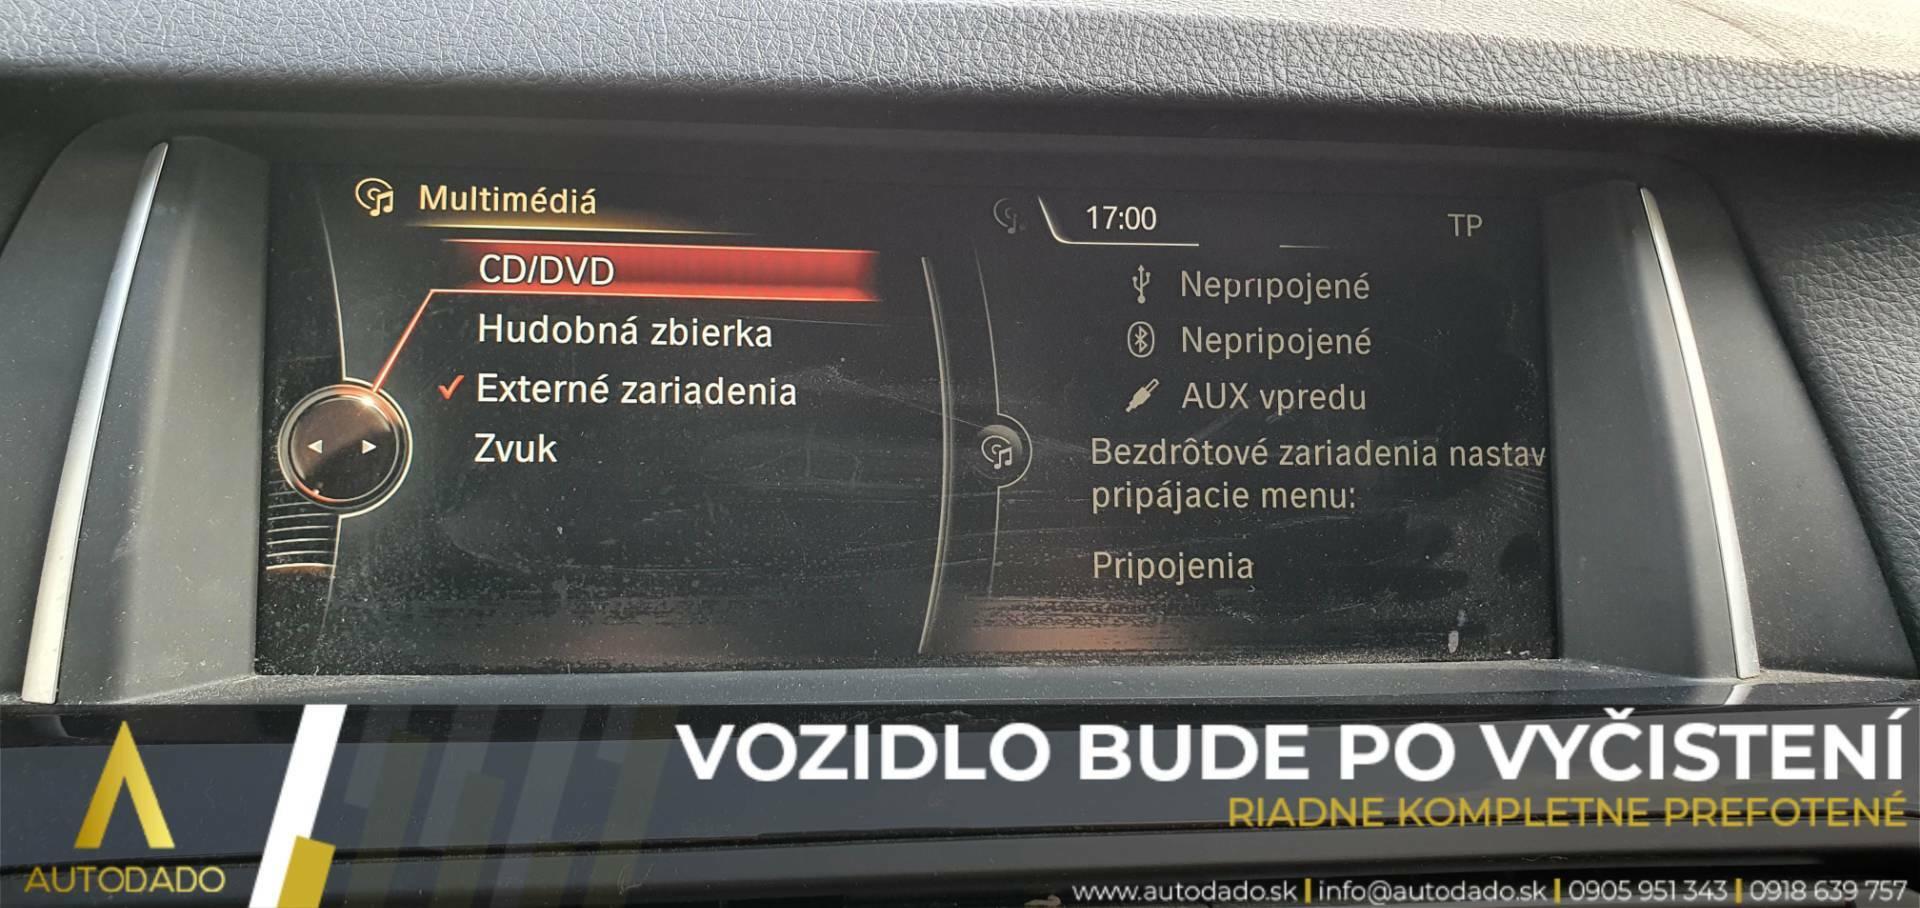 Multimédiá
CD/DVD
Hudobná zbierka
Externé zariadenia
Zvuk
17:00
TP
Nepripojené
Nepripojené
AUX vpredu
Bezdrôtové zariadenia nastav
pripájacie menu:
Pripojenia
VOZIDLO BUDE PO VYČISTENÍ
RIADNE KOMPLETNE PREFOTENÉ
AUTODADO
www.autodado.sk | info@autodado.sk | 0905 951 343 | 0918 639 757